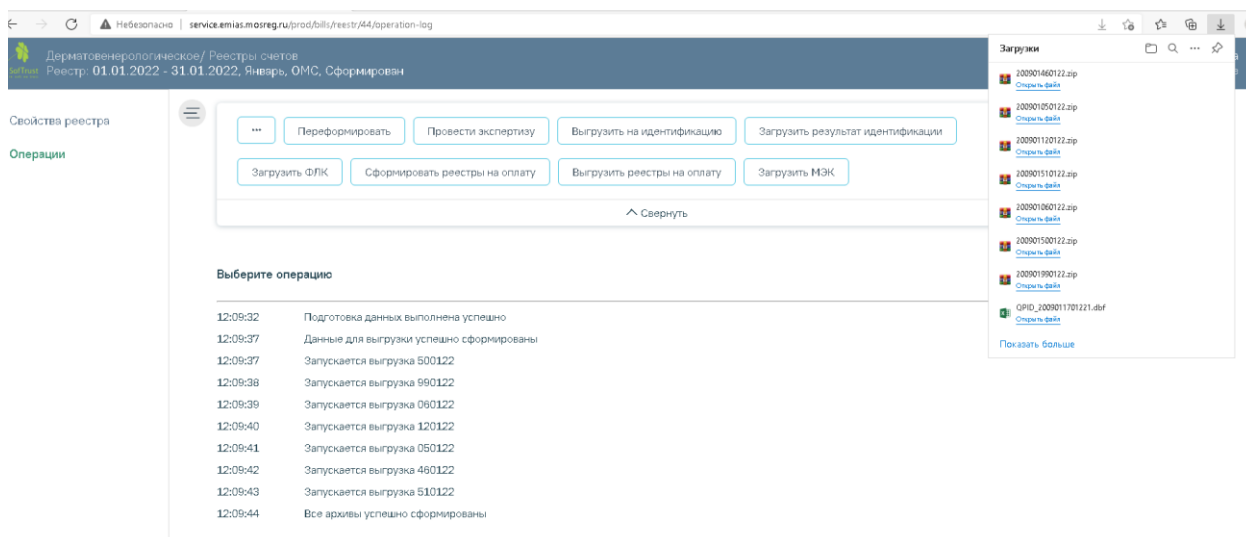 Небезопасно | service.emias.mosreg.ru/prod/bills/reestr/44/operation-log
Дерматовенерологическое/ Реестры счетов
SofTrust Реестр: 01.01.2022 - 31.01.2022, Январь, ОМС, Сформирован
Свойства реестра
Операции
... Переформировать Провести экспертизу Выгрузить на идентификацию Загрузить результат идентификации
Загрузить ФЛК Сформировать реестры на оплату Выгрузить реестры на оплату Загрузить МЭК
Свернуть
Выберите операцию
12:09:32 Подготовка данных выполнена успешно
12:09:37 Данные для выгрузки успешно сформированы
12:09:37 Запускается выгрузка 500122
12:09:38 Запускается выгрузка 990122
12:09:39 Запускается выгрузка 060122
12:09:40 Запускается выгрузка 120122
12:09:41 Запускается выгрузка 050122
12:09:42 Запускается выгрузка 460122
12:09:43 Запускается выгрузка 510122
12:09:44 Все архивы успешно сформированы
Загрузки
200901460122.zip
Открыть файл
200901050122.zip
Открыть файл
200901120122.zip
Открыть файл
200901510122.zip
Открыть файл
200901060122.zip
Открыть файл
200901500122.zip
Открыть файл
200901990122.zip
Открыть файл
QPID_2009011701221.dbf
Открыть файл
Показать больше